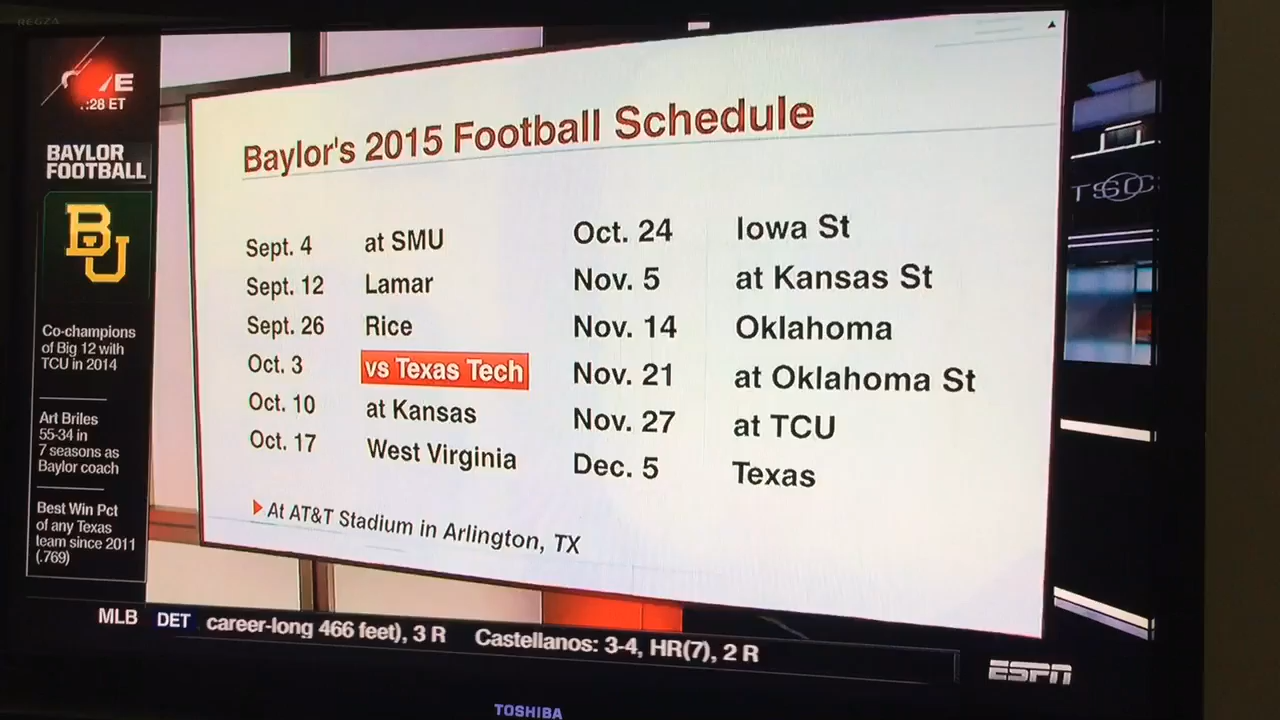 REGZA
:28 ET
BAYLOR
FOOTBALL
BU
Co-champions
of Big 12 with
TCU in 2014
Art Briles
55-34 in
7 seasons as
Baylor coach
Best Win Pct
of any Texas
team since 2011
(.769)
Baylor's 2015 Football Schedule
Sept. 4 at SMU
Sept. 12 Lamar
Sept. 26 Rice
Oct. 3 vs Texas Tech
Oct. 10 at Kansas
Oct. 17 West Virginia
Oct. 24 Iowa St
Nov. 5 at Kansas St
Nov. 14 Oklahoma
Nov. 21 at Oklahoma St
Nov. 27 at TCU
Dec. 5 Texas
At AT&T Stadium in Arlington, TX
MLB DET career-long 466 feet), 3 R Castellanos: 3-4, HR(7), 2 R
ESPN
TOSHIBA